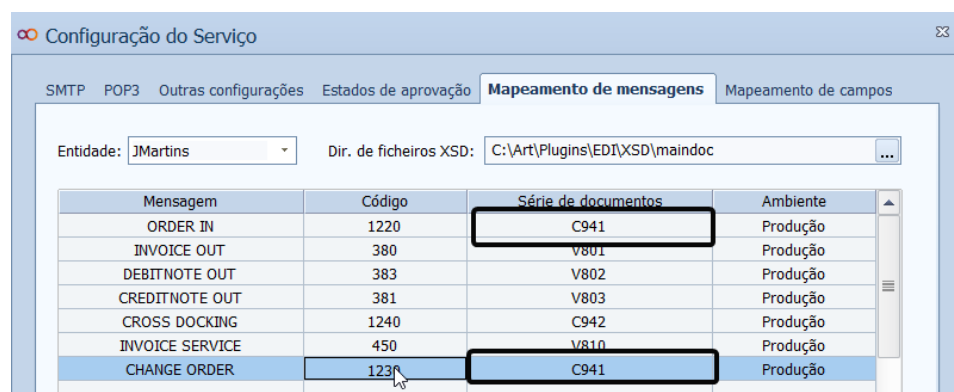 Configuração do Serviço
SMTP POP3 Outras configurações Estados de aprovação Mapeamento de mensagens Mapeamento de campos
Entidade: JMartins Dir. de ficheiros XSD: C:\Art\Plugins\EDI\XSD\maindoc ...
Mensagem Código Série de documentos Ambiente
ORDER IN 1220 C941 Produção
INVOICE OUT 380 V801 Produção
DEBITNOTE OUT 383 V802 Produção
CREDITNOTE OUT 381 V803 Produção
CROSS DOCKING 1240 C942 Produção
INVOICE SERVICE 450 V810 Produção
CHANGE ORDER 1230 C941 Produção